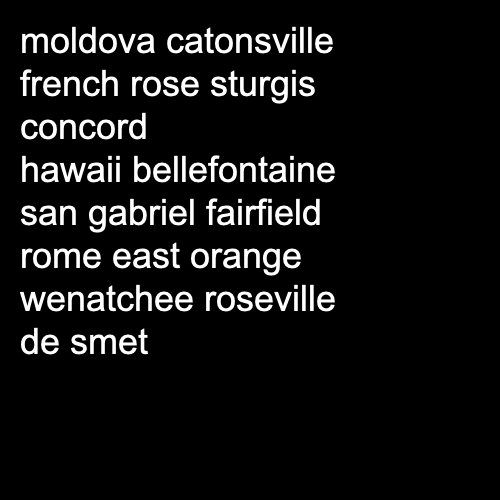 moldova catonsville
french rose sturgis
concord
hawaii bellefontaine
san gabriel fairfield
rome east orange
wenatchee roseville
de smet